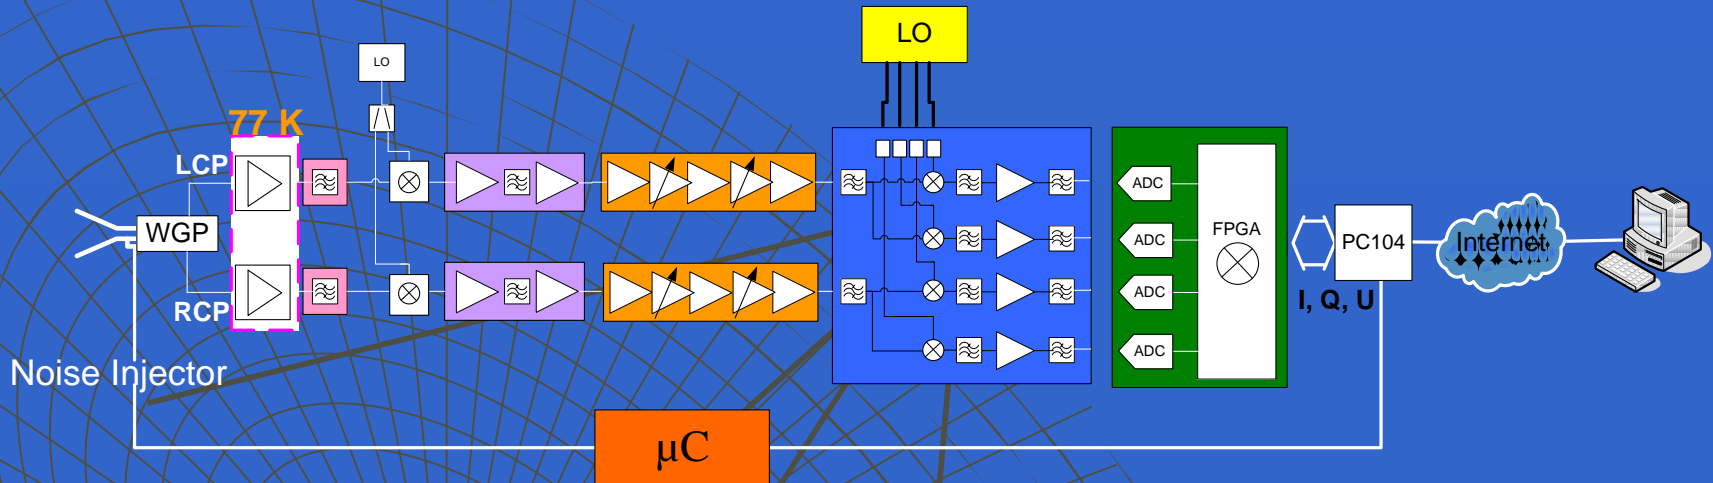 LO
LO
77 K
LCP
WGP
RCP
ADC
ADC
ADC
ADC
FPGA
PC104
Internet
I, Q, U
Noise Injector
μC